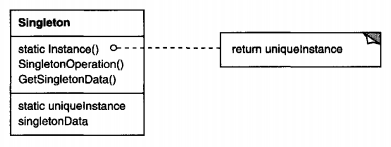 Singleton
static Instance()
return uniqueInstance
SingletonOperation()
GetSingletonData()
static uniqueInstance
singletonData